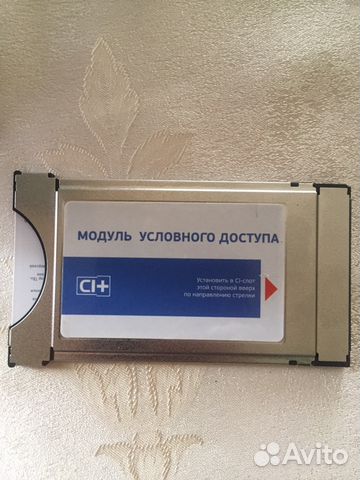 МОДУЛЬ УСЛОВНОГО ДОСТУПА
CI+
Установить в CI-слот
этой стороной вверх
по направлению стрелки
Avito